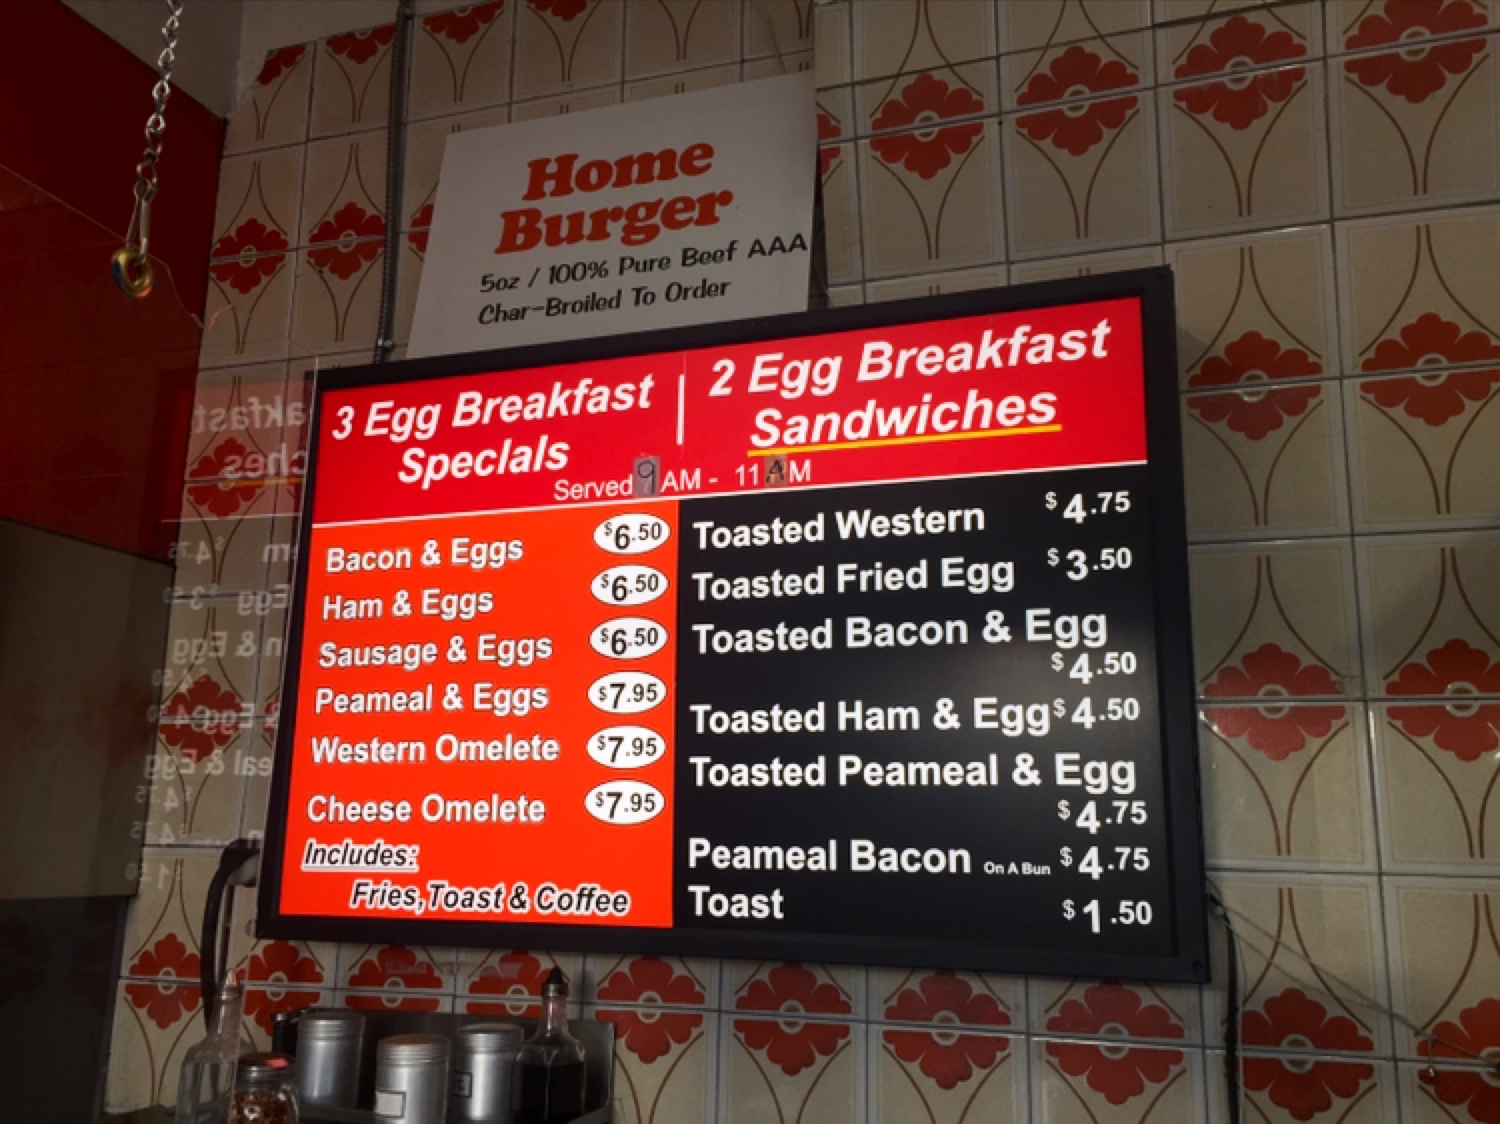 Home
Burger
5oz / 100% Pure Beef AAA
Char-Broiled To Order
3 Egg Breakfast
Specials
2 Egg Breakfast
Sandwiches
Served 9 AM - 11 AM
Bacon & Eggs $6.50
Ham & Eggs $6.50
Sausage & Eggs $6.50
Peameal & Eggs $7.95
Western Omelete $7.95
Cheese Omelete $7.95
Includes:
Fries, Toast & Coffee
Toasted Western $4.75
Toasted Fried Egg $3.50
Toasted Bacon & Egg
$4.50
Toasted Ham & Egg $4.50
Toasted Peameal & Egg
$4.75
Peameal Bacon On A Bun $4.75
Toast $1.50